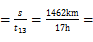 = s / t₁₃ = 1462km / 17h =